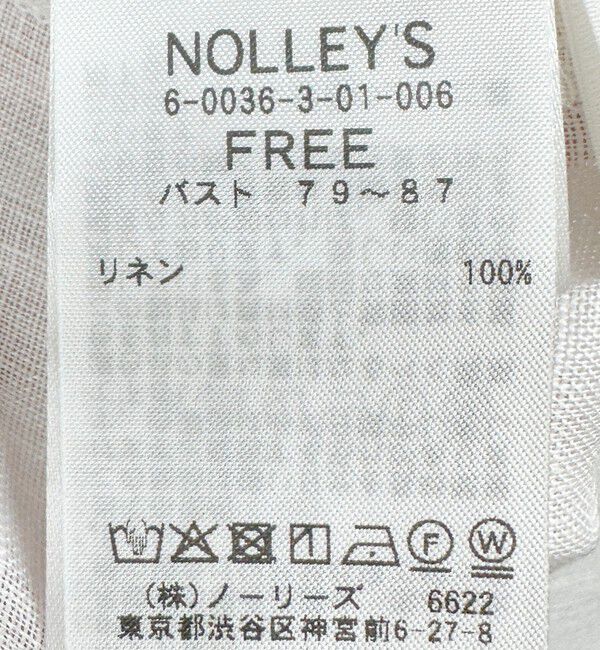 NOLLEY'S
6-0036-3-01-006
FREE
バスト 79～87
リネン 100%
F W
(株)ノーリーズ 6622
東京都渋谷区神宮前6-27-8